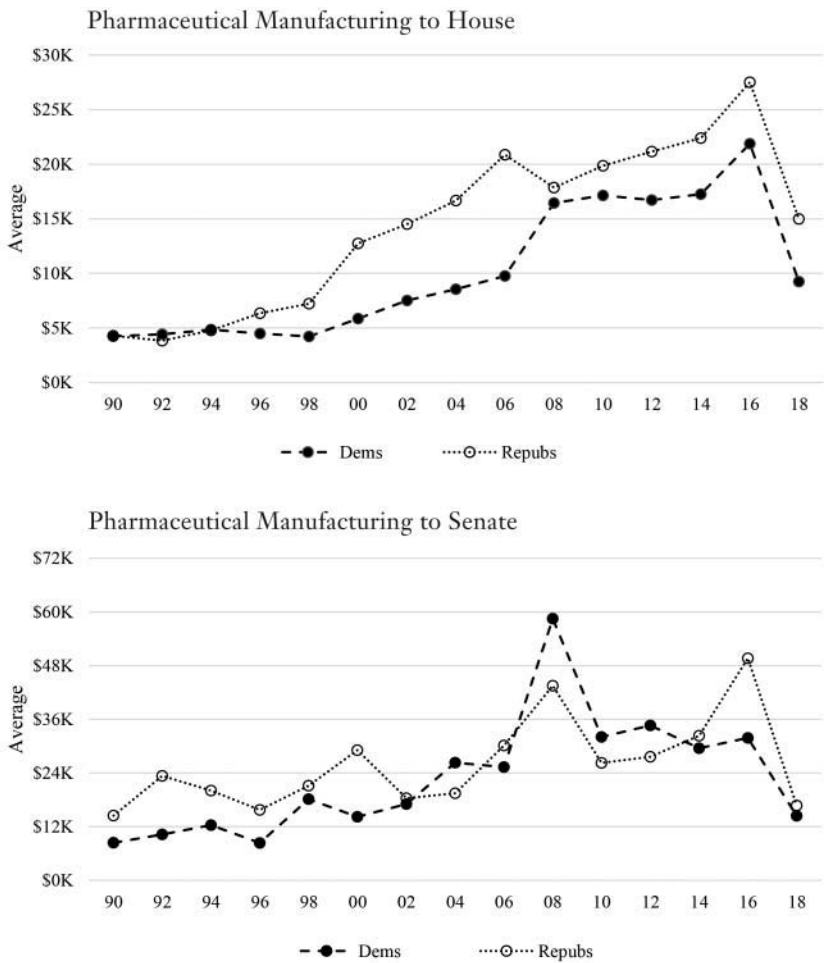 Pharmaceutical Manufacturing to House
$30K
$25K
$20K
$15K
$10K
$5K
$0K
Average
90 92 94 96 98 00 02 04 06 08 10 12 14 16 18
Dems Repubs
Pharmaceutical Manufacturing to Senate
$72K
$60K
$48K
$36K
$24K
$12K
$0K
Average
90 92 94 96 98 00 02 04 06 08 10 12 14 16 18
Dems Repubs